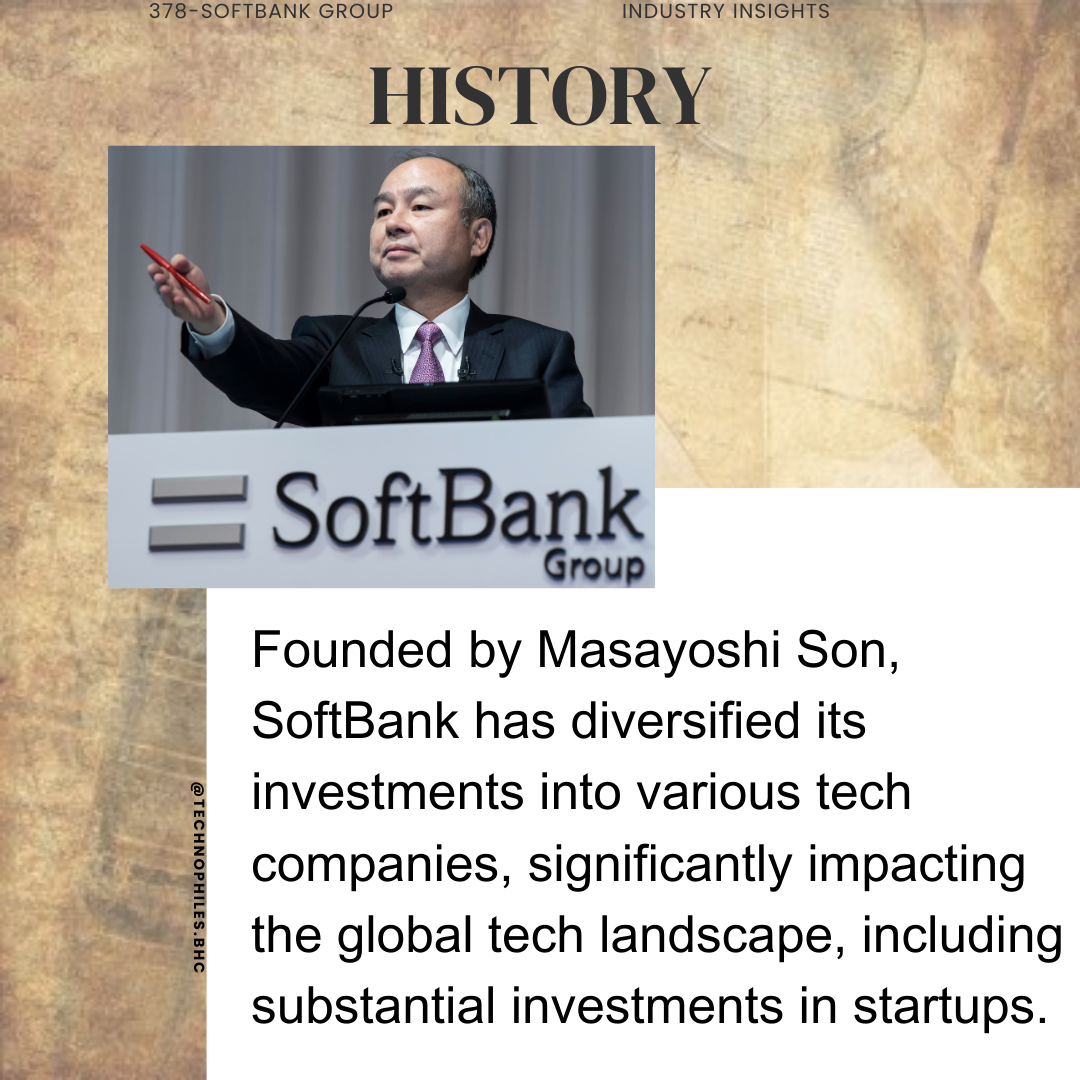 378-SOFTBANK GROUP
INDUSTRY INSIGHTS
HISTORY
SoftBank
Group
Founded by Masayoshi Son,
SoftBank has diversified its
investments into various tech
companies, significantly impacting
the global tech landscape, including
substantial investments in startups.
@TECHNOPHILES.BHC